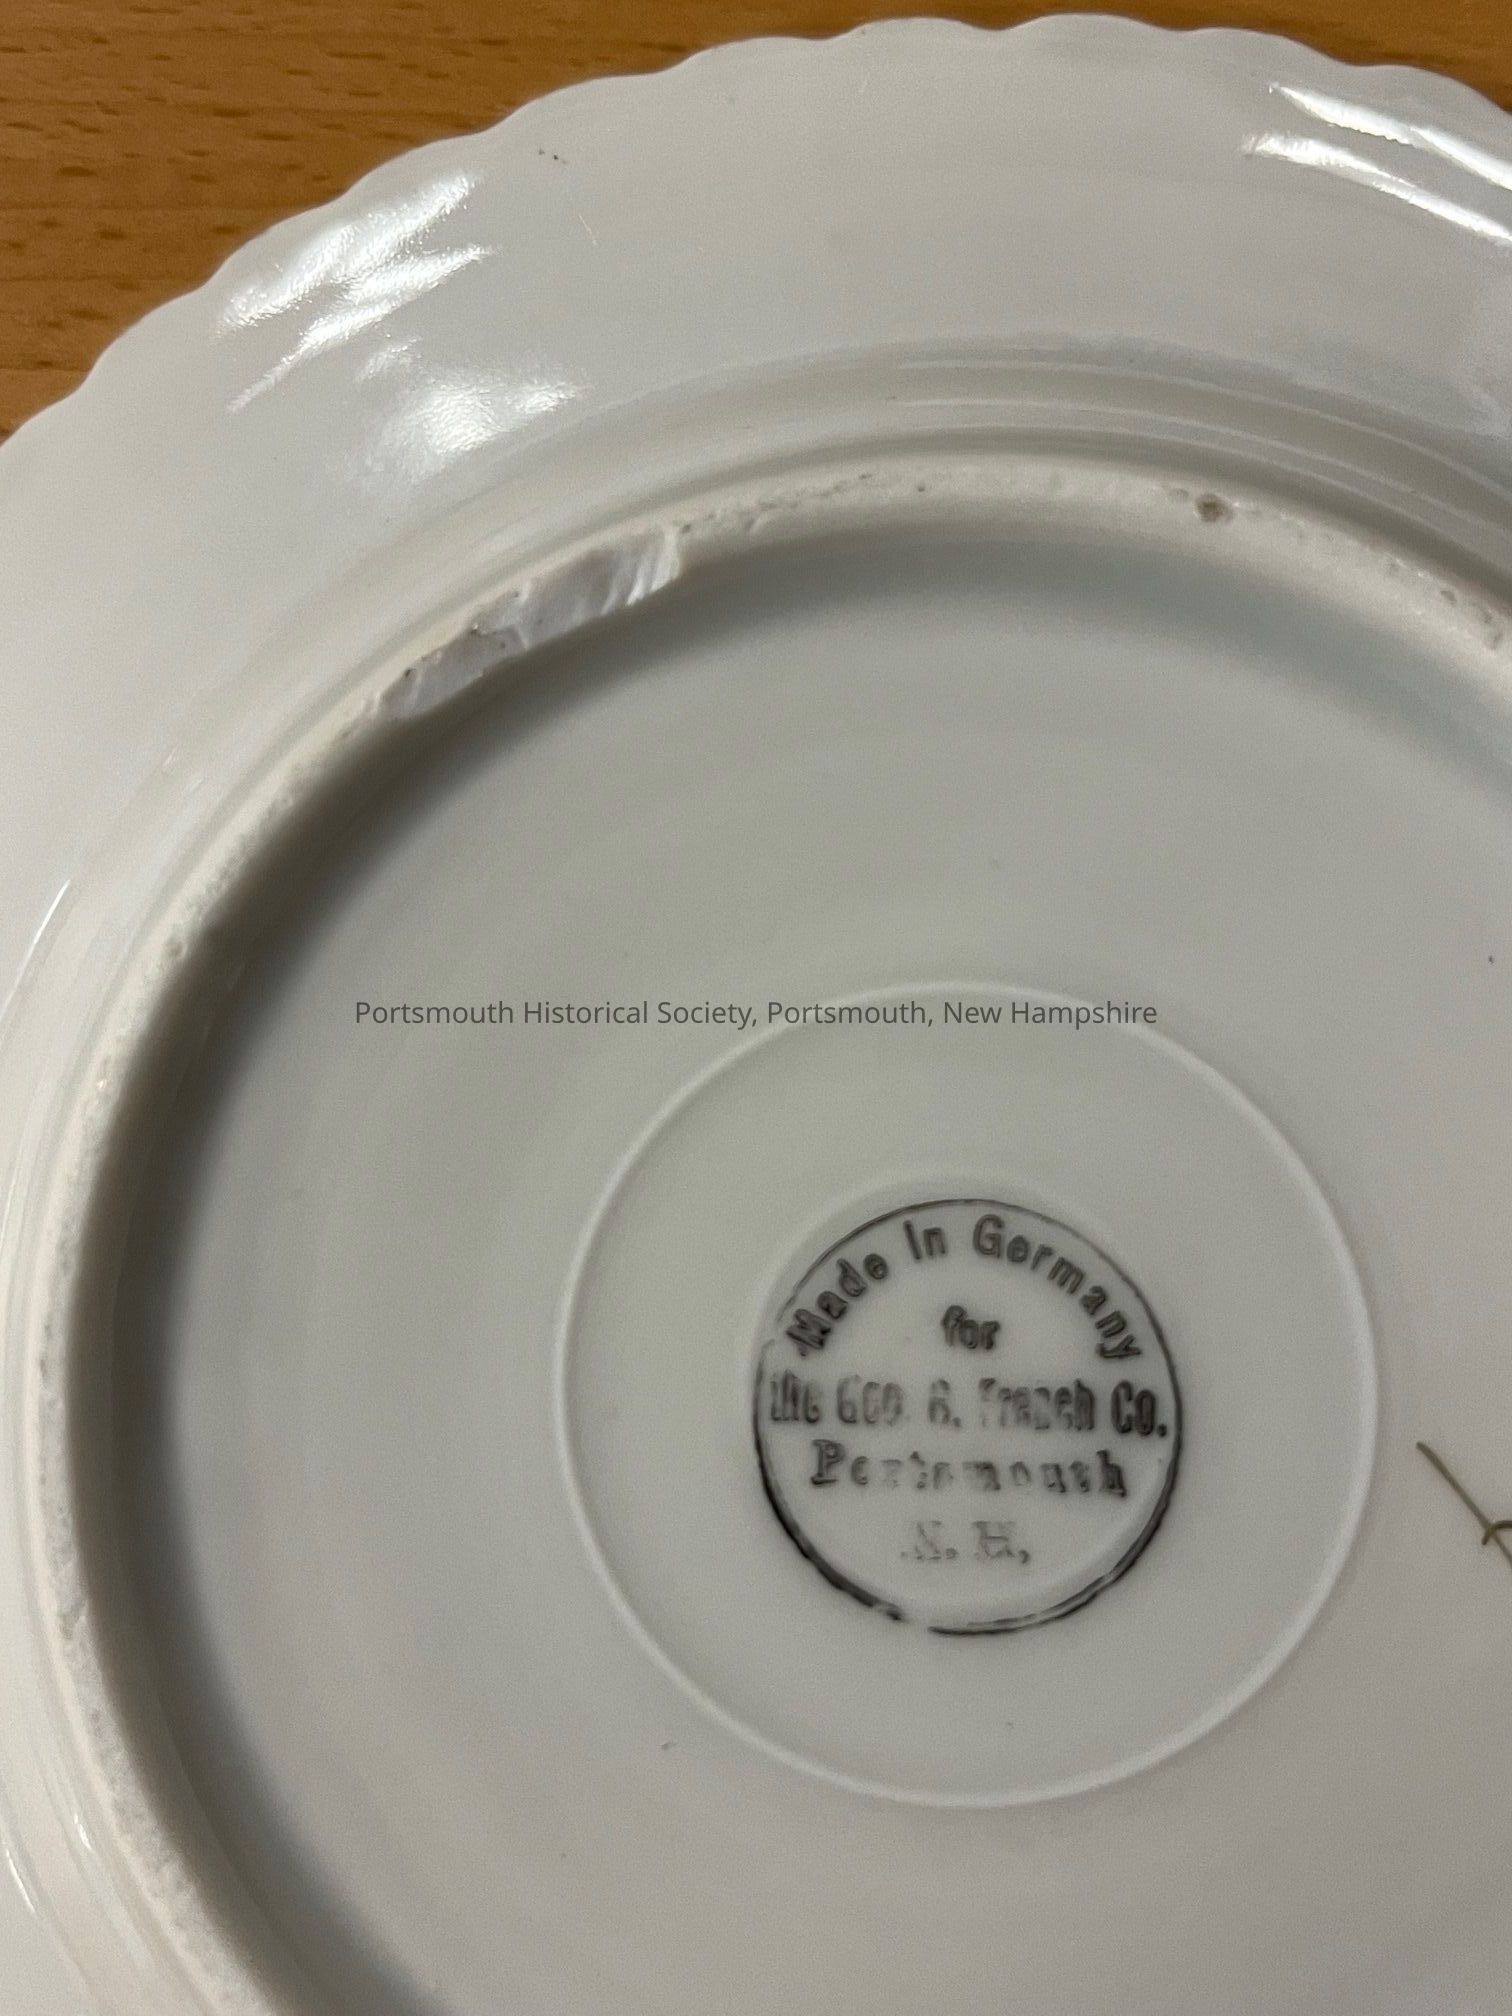 Portsmouth Historical Society, Portsmouth, New Hampshire
Made in Germany
for
The Geo. B. French Co.
Portsmouth
N. H.